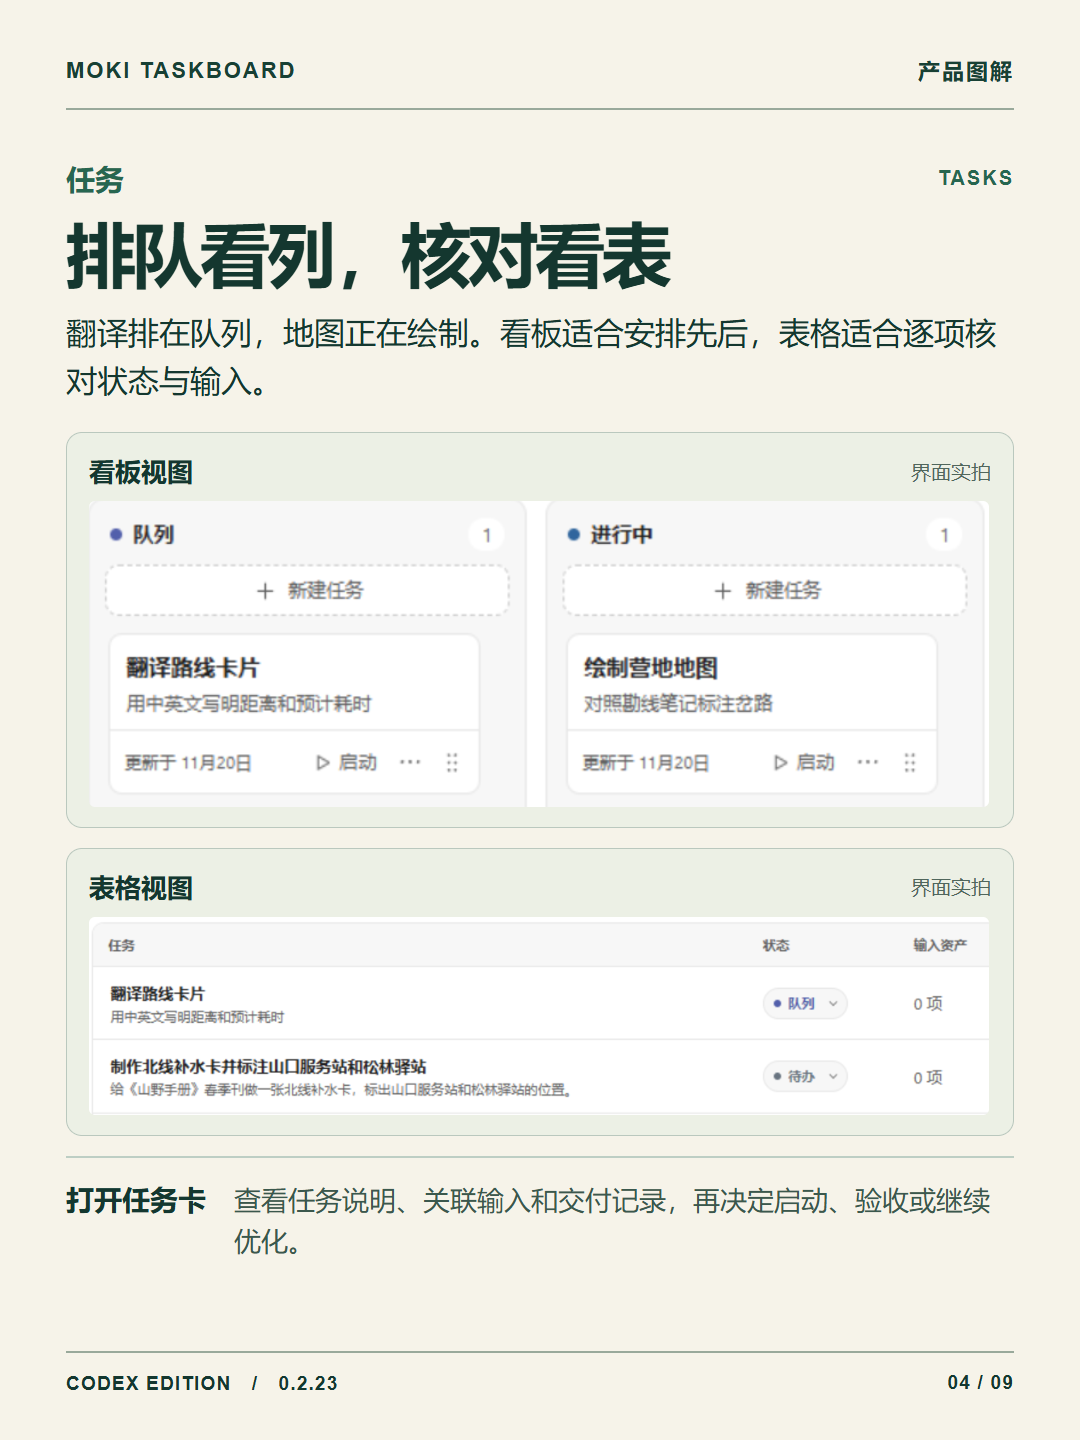 MOKI TASKBOARD
产品图解
任务
TASKS
排队看列，核对看表
翻译排在队列，地图正在绘制。看板适合安排先后，表格适合逐项核
对状态与输入。
看板视图
界面实拍
队列 1
进行中 1
+ 新建任务
+ 新建任务
翻译路线卡片
用中英文写明距离和预计耗时
更新于 11月20日 启动
绘制营地地图
对照勘线笔记标注岔路
更新于 11月20日 启动
表格视图
界面实拍
任务 状态 输入资产
翻译路线卡片
用中英文写明距离和预计耗时
队列
0 项
制作北线补水卡并标注山口服务站和松林驿站
给《山野手册》春季刊做一张北线补水卡，标出山口服务站和松林驿站的位置。
待办
0 项
打开任务卡
查看任务说明、关联输入和交付记录，再决定启动、验收或继续
优化。
CODEX EDITION / 0.2.23
04 / 09